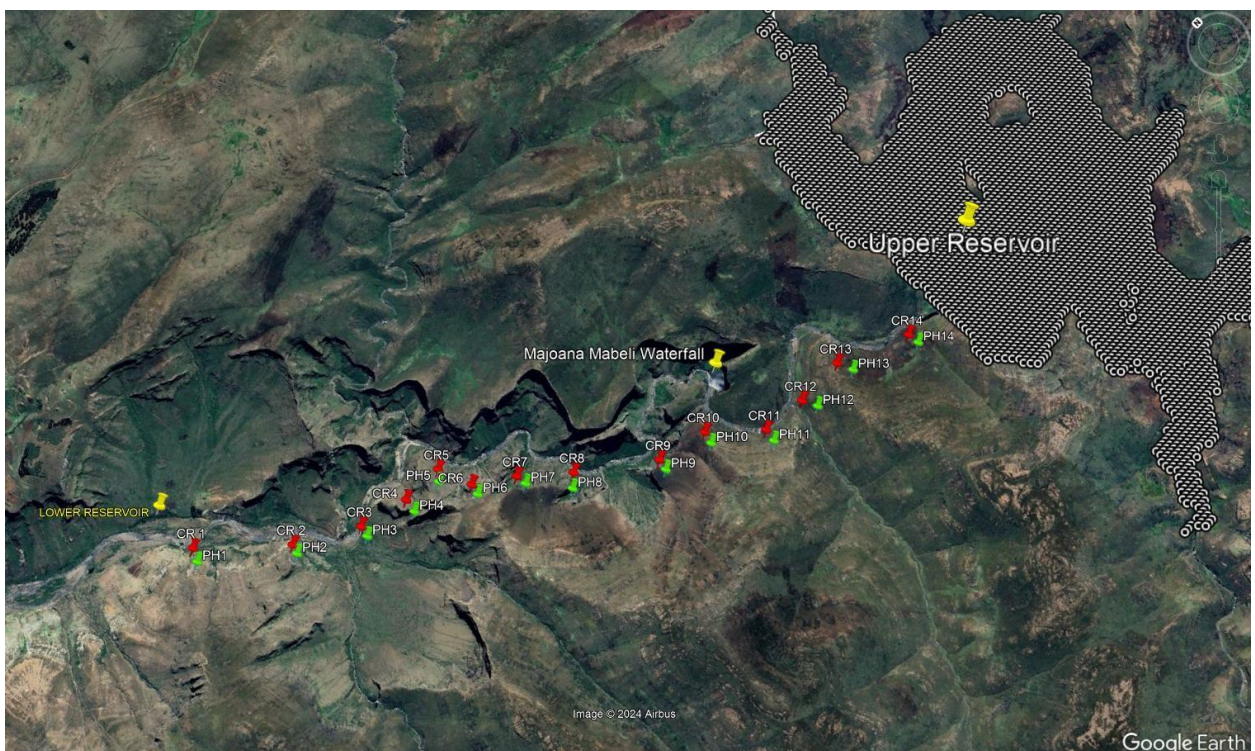 Upper Reservoir
CR14
PH14
Majoana Mabeli Waterfall
CR13
PH13
CR12
PH12
CR10
CR11
PH10
PH11
CR9
PH9
CR5
CR7
CR8
PH5
CR6
PH7
PH6
PH8
CR4
PH4
LOWER RESERVOIR
CR3
PH3
CR 1
CR 2
PH1
PH2
Image © 2024 Airbus
Google Earth